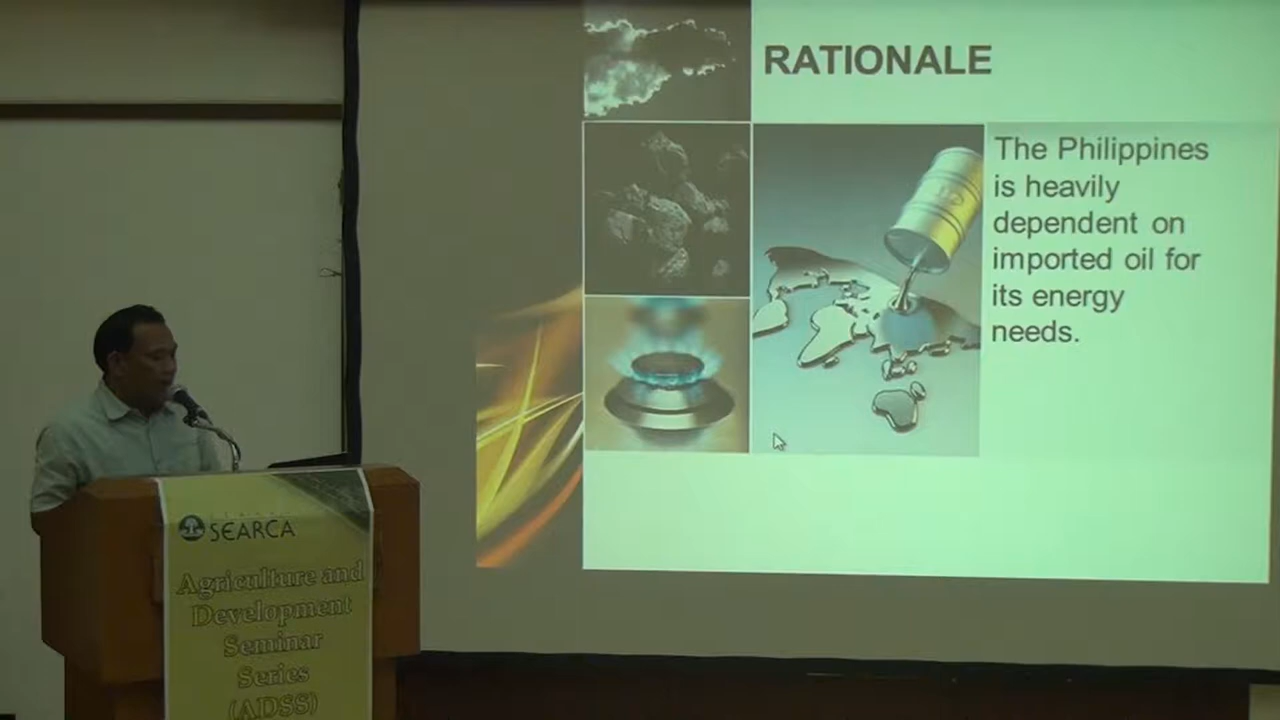 RATIONALE
The Philippines
is heavily
dependent on
imported oil for
its energy
needs.
SEARCA
Agriculture and
Development
Seminar
Series
(ADSS)